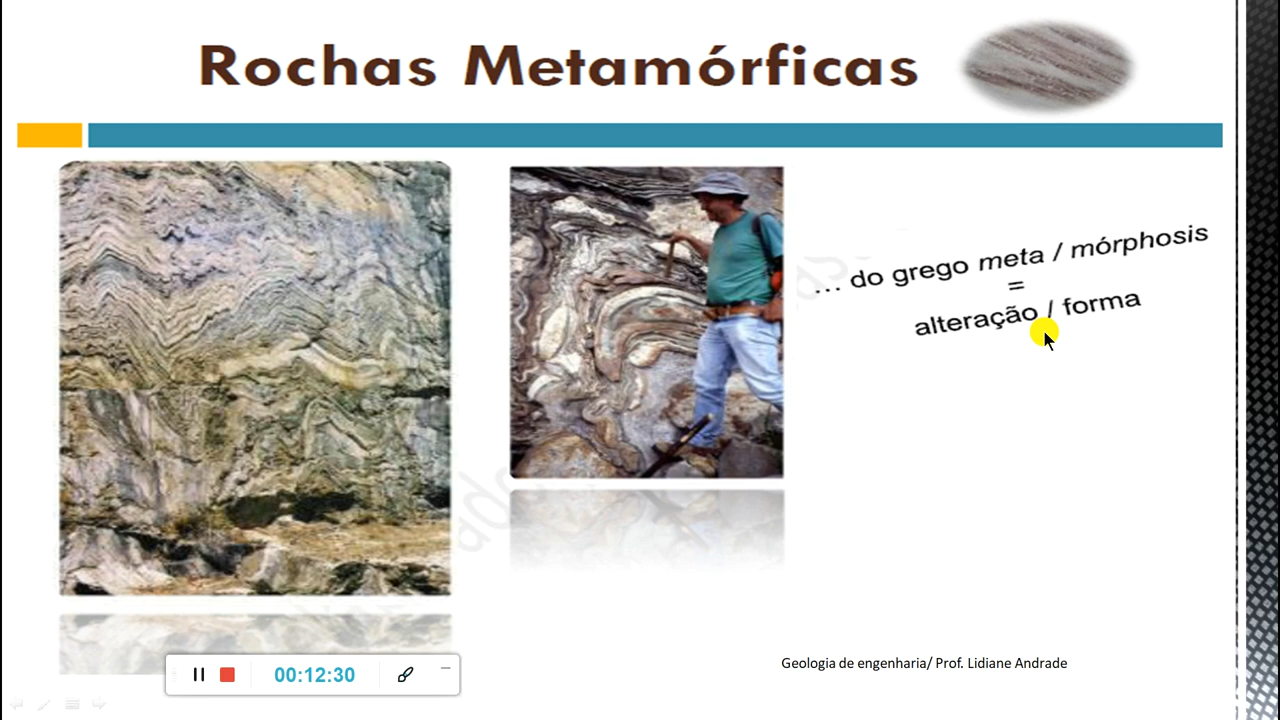 Rochas Metamórficas
... do grego meta / mórphosis
=
alteração / forma
Geologia de engenharia/ Prof. Lidiane Andrade
00:12:30